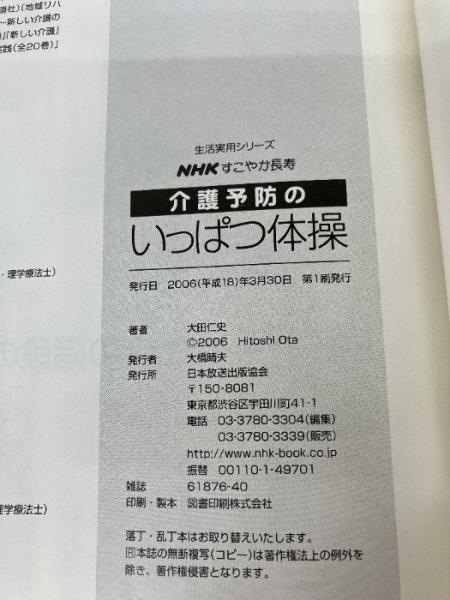 道社)『地域リハ
～新しい介護の
』『新しい介護』
実践(全20巻)』
・理学療法士)
理学療法士)
生活実用シリーズ
NHKすこやか長寿
介護予防の
いっぱつ体操
発行日 2006(平成18)年3月30日 第1刷発行
著者 大田仁史
©2006 Hitoshi Ota
発行者 大橋晴夫
発行所 日本放送出版協会
〒150-8081
東京都渋谷区宇田川町41-1
電話 03-3780-3304(編集)
03-3780-3339(販売)
http://www.nhk-book.co.jp
振替 00110-1-49701
雑誌 61876-40
印刷・製本 図書印刷株式会社
落丁・乱丁本はお取り替えいたします。
Ⓡ本誌の無断複写(コピー)は著作権法上の例外を
除き、著作権侵害となります。